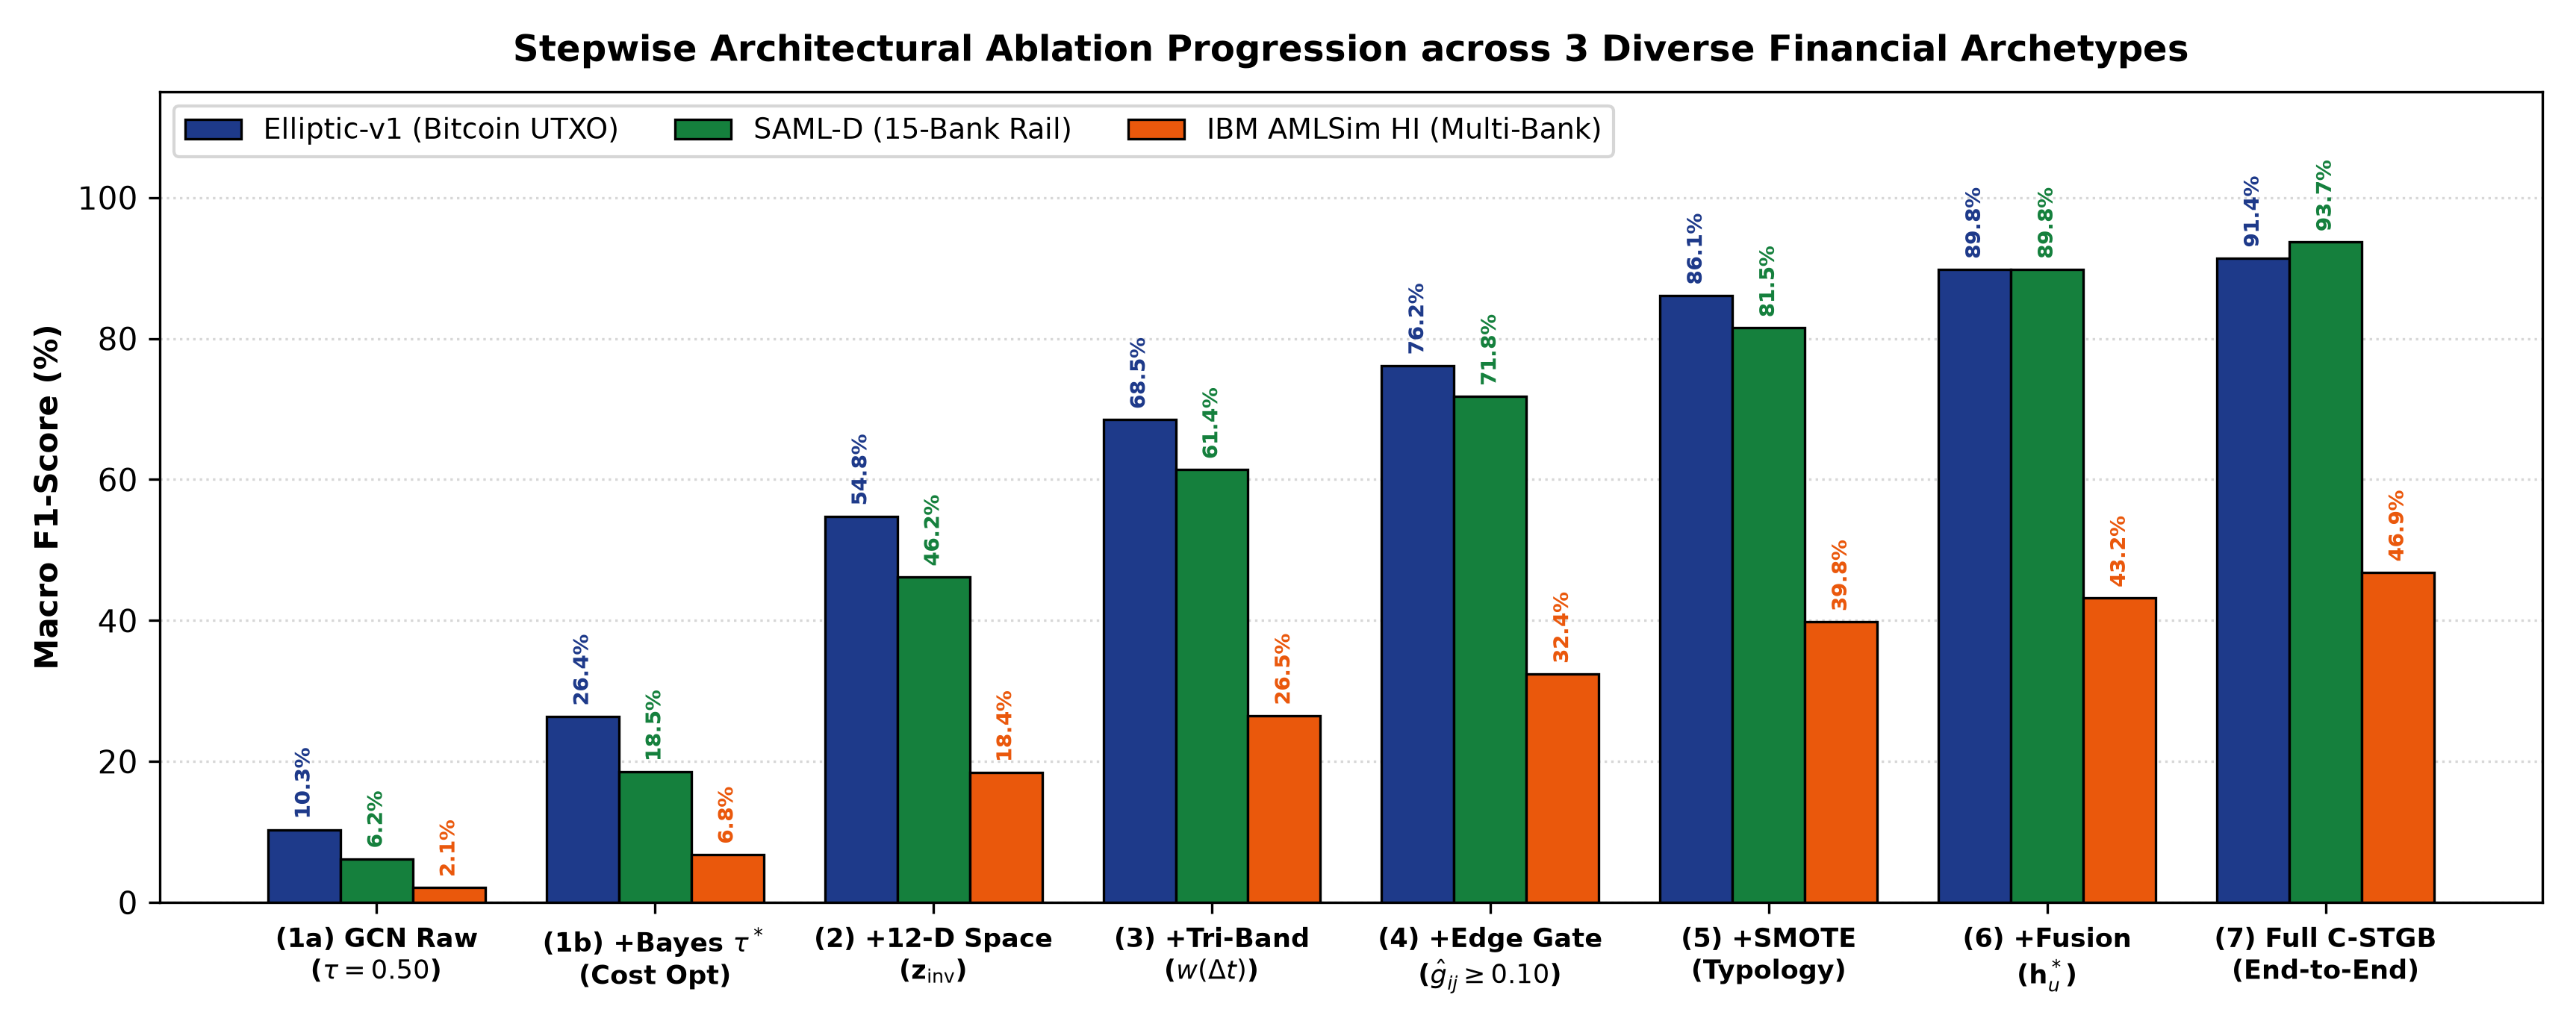 Stepwise Architectural Ablation Progression across 3 Diverse Financial Archetypes
Elliptic-v1 (Bitcoin UTXO)
SAML-D (15-Bank Rail)
IBM AMLSim HI (Multi-Bank)
Macro F1-Score (%)
100
80
60
40
20
0
10.3%
6.2%
2.1%
26.4%
18.5%
6.8%
54.8%
46.2%
18.4%
68.5%
61.4%
26.5%
76.2%
71.8%
32.4%
86.1%
81.5%
39.8%
89.8%
89.8%
43.2%
91.4%
93.7%
46.9%
(1a) GCN Raw
(τ = 0.50)
(1b) +Bayes τ*
(Cost Opt)
(2) +12-D Space
(z_inv)
(3) +Tri-Band
(w(Δt))
(4) +Edge Gate
(ĝ_ij ≥ 0.10)
(5) +SMOTE
(Typology)
(6) +Fusion
(h_u^*)
(7) Full C-STGB
(End-to-End)